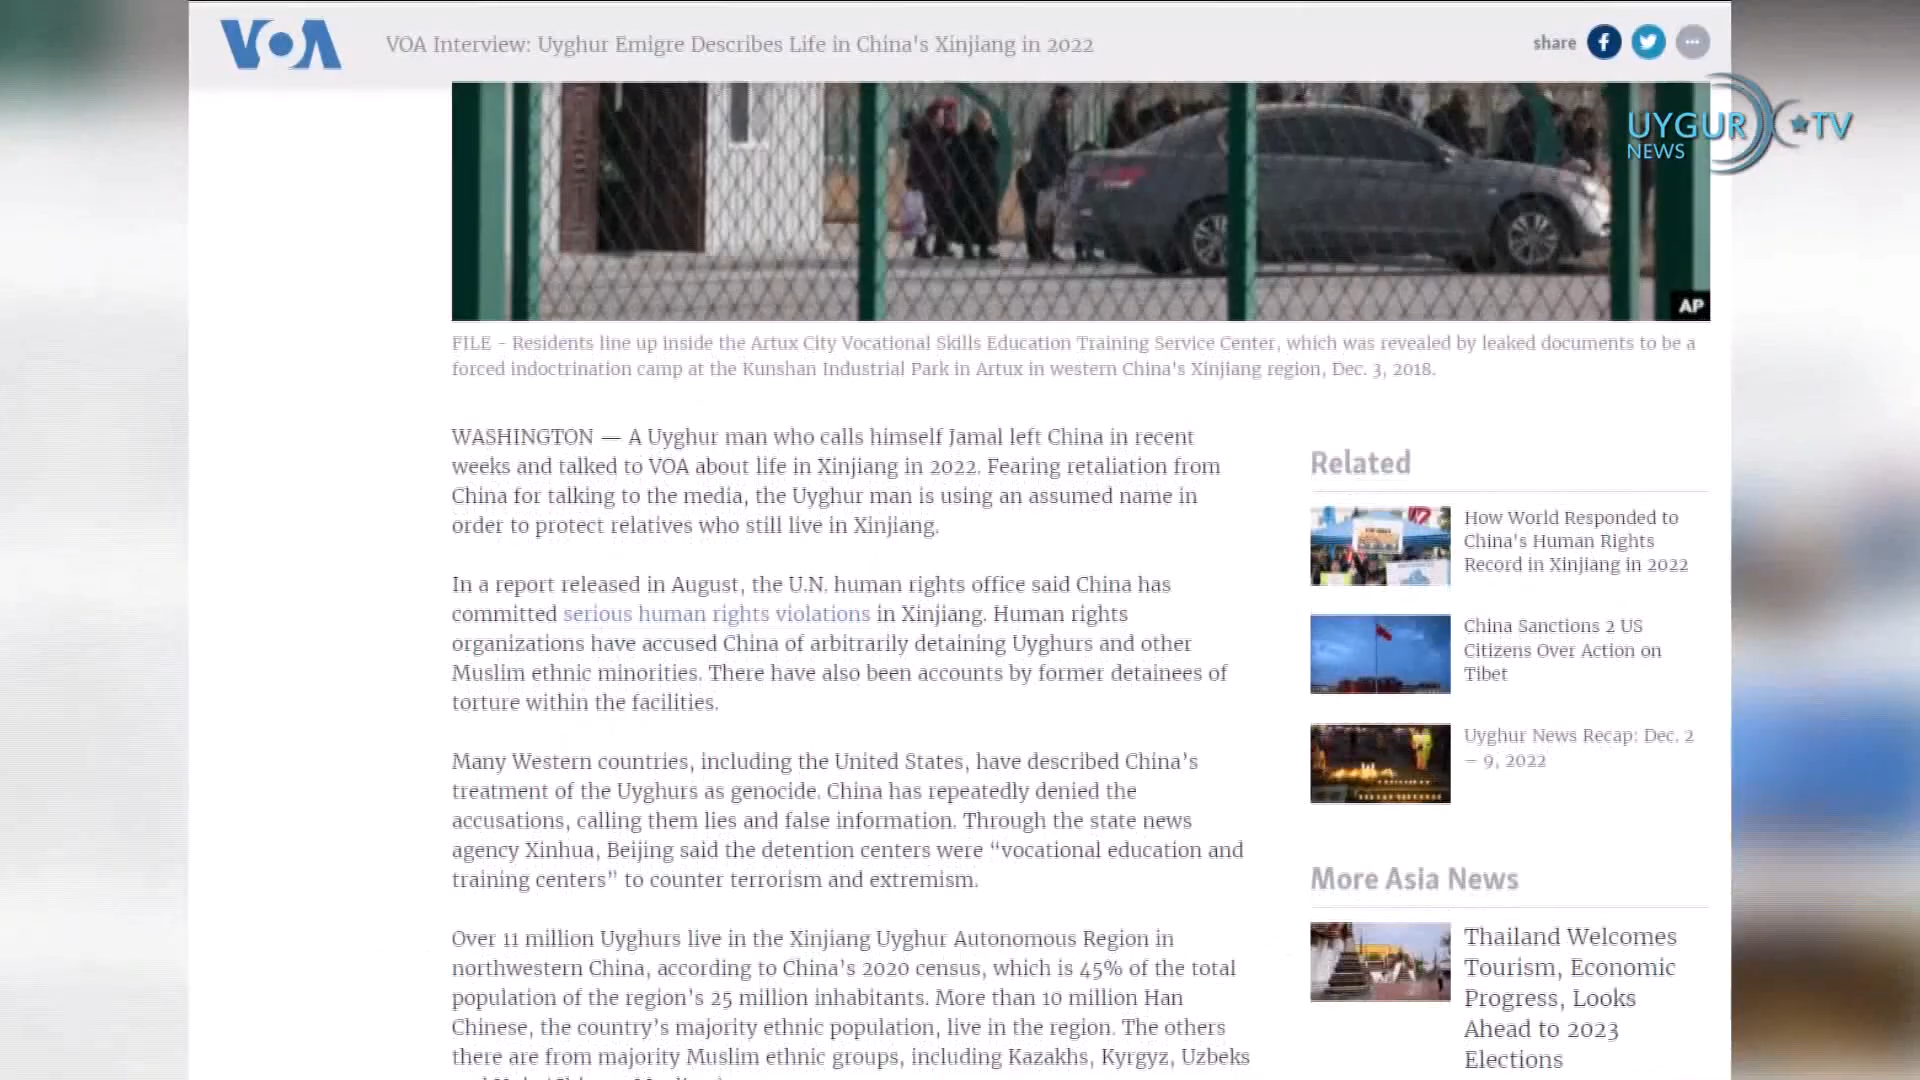 VOA
VOA Interview: Uyghur Emigre Describes Life in China's Xinjiang in 2022
share
UYGUR TV
NEWS
AP
FILE - Residents line up inside the Artux City Vocational Skills Education Training Service Center, which was revealed by leaked documents to be a
forced indoctrination camp at the Kunshan Industrial Park in Artux in western China's Xinjiang region, Dec. 3, 2018.
WASHINGTON — A Uyghur man who calls himself Jamal left China in recent
weeks and talked to VOA about life in Xinjiang in 2022. Fearing retaliation from
China for talking to the media, the Uyghur man is using an assumed name in
order to protect relatives who still live in Xinjiang.
In a report released in August, the U.N. human rights office said China has
committed serious human rights violations in Xinjiang. Human rights
organizations have accused China of arbitrarily detaining Uyghurs and other
Muslim ethnic minorities. There have also been accounts by former detainees of
torture within the facilities.
Many Western countries, including the United States, have described China’s
treatment of the Uyghurs as genocide. China has repeatedly denied the
accusations, calling them lies and false information. Through the state news
agency Xinhua, Beijing said the detention centers were “vocational education and
training centers” to counter terrorism and extremism.
Over 11 million Uyghurs live in the Xinjiang Uyghur Autonomous Region in
northwestern China, according to China’s 2020 census, which is 45% of the total
population of the region’s 25 million inhabitants. More than 10 million Han
Chinese, the country’s majority ethnic population, live in the region. The others
there are from majority Muslim ethnic groups, including Kazakhs, Kyrgyz, Uzbeks
Related
How World Responded to
China's Human Rights
Record in Xinjiang in 2022
China Sanctions 2 US
Citizens Over Action on
Tibet
Uyghur News Recap: Dec. 2
– 9, 2022
More Asia News
Thailand Welcomes
Tourism, Economic
Progress, Looks
Ahead to 2023
Elections